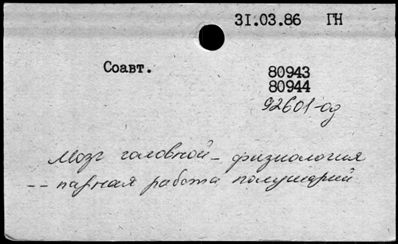 31.03.86 ГН
Соавт.
80943
80944
92601-од
Мозг головной - физиология
-- парная работа полушарий